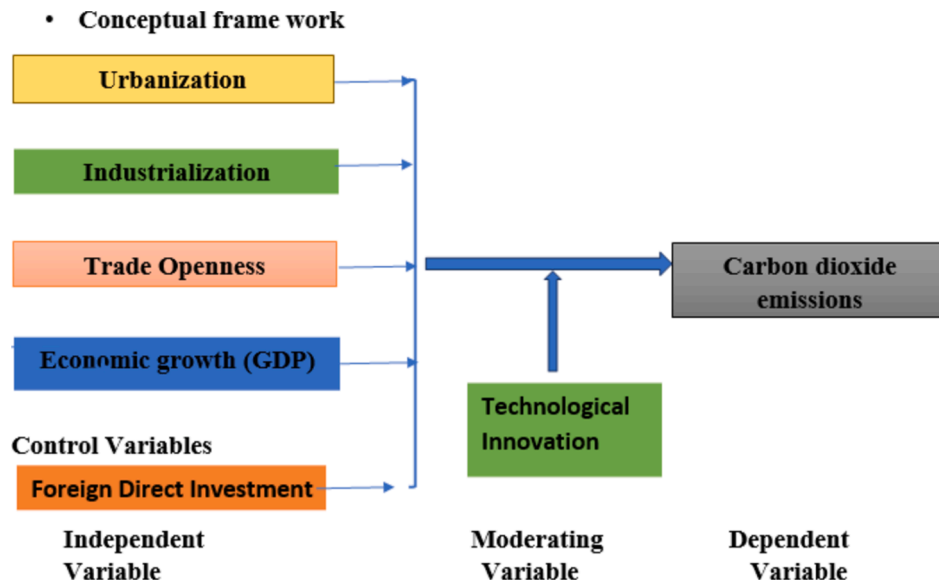 • Conceptual frame work
Urbanization
Industrialization
Trade Openness
Carbon dioxide
emissions
Economic growth (GDP)
Technological
Innovation
Control Variables
Foreign Direct Investment
Independent
Variable
Moderating
Variable
Dependent
Variable